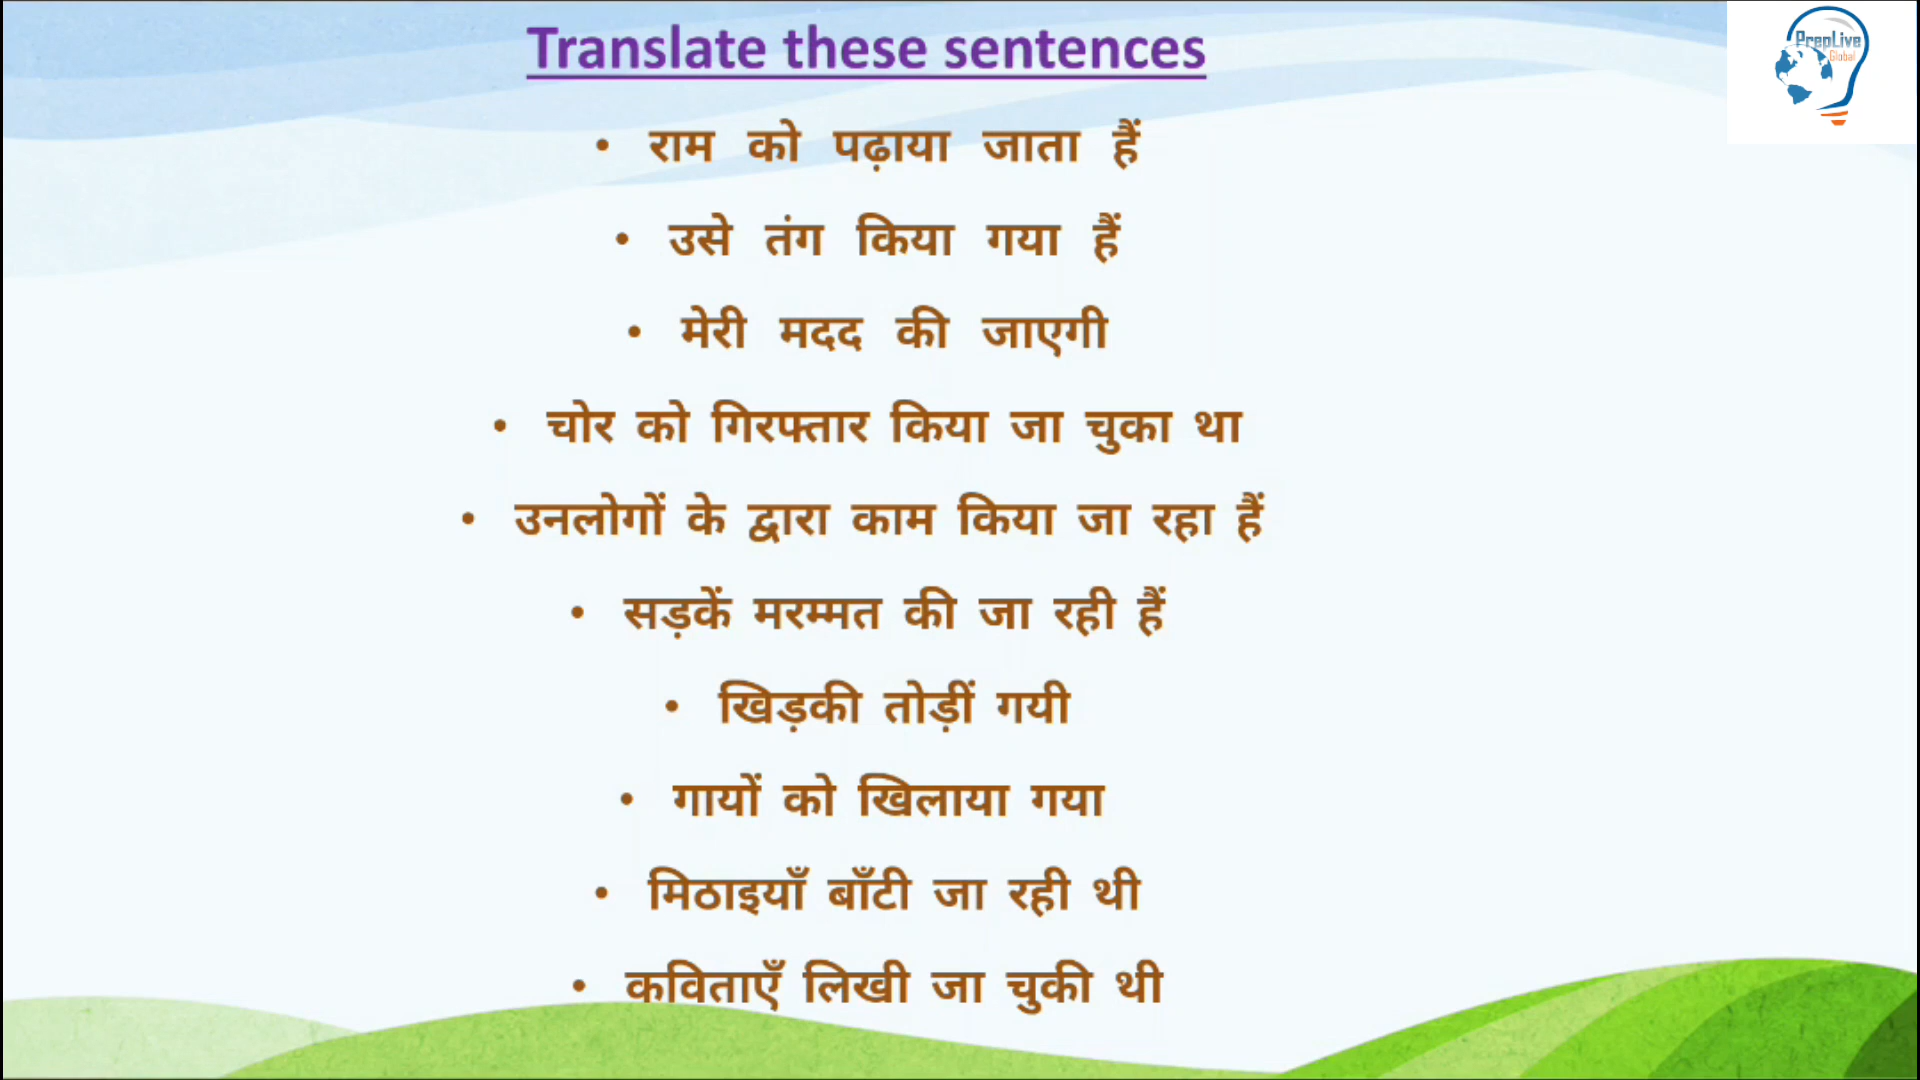 Translate these sentences
PrepLive
Global
• राम को पढ़ाया जाता हैं
• उसे तंग किया गया हैं
• मेरी मदद की जाएगी
• चोर को गिरफ्तार किया जा चुका था
• उनलोगों के द्वारा काम किया जा रहा हैं
• सड़कें मरम्मत की जा रही हैं
• खिड़की तोड़ीं गयी
• गायों को खिलाया गया
• मिठाइयाँ बाँटी जा रही थी
• कविताएँ लिखी जा चुकी थी